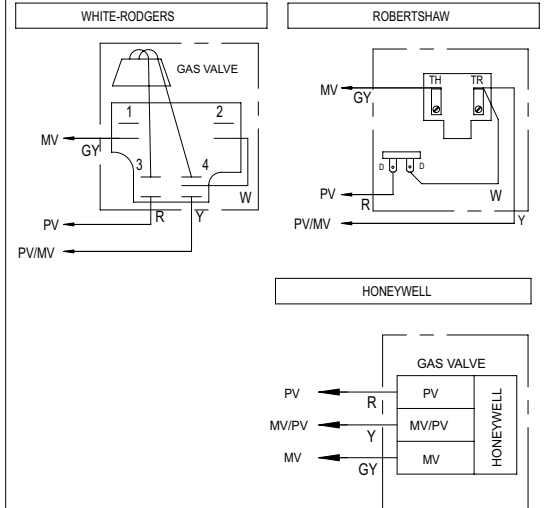 WHITE-RODGERS
GAS VALVE
1 2
MV
GY
3 4
W
R Y
PV
PV/MV
ROBERTSHAW
TH TR
MV
GY
D D
W
PV
R
PV/MV
Y
HONEYWELL
GAS VALVE
PV R PV
MV/PV Y MV/PV
MV GY MV
HONEYWELL